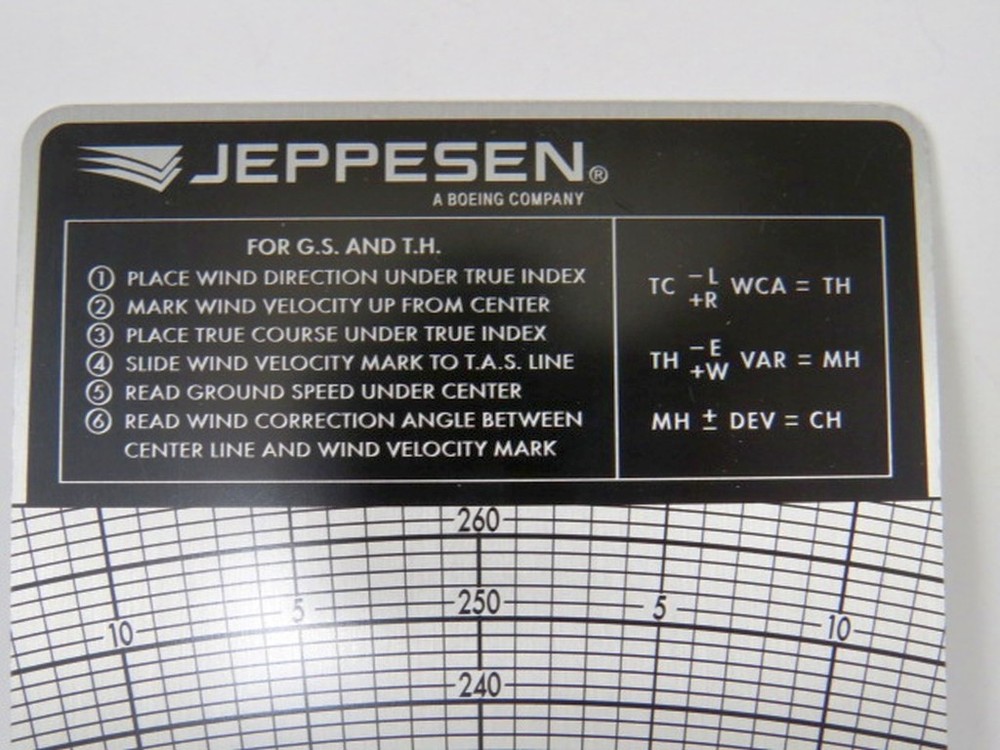 JEPPESEN®
A BOEING COMPANY
FOR G.S. AND T.H.
① PLACE WIND DIRECTION UNDER TRUE INDEX
② MARK WIND VELOCITY UP FROM CENTER
③ PLACE TRUE COURSE UNDER TRUE INDEX
④ SLIDE WIND VELOCITY MARK TO T.A.S. LINE
⑤ READ GROUND SPEED UNDER CENTER
⑥ READ WIND CORRECTION ANGLE BETWEEN
CENTER LINE AND WIND VELOCITY MARK
TC -L +R WCA = TH
TH -E +W VAR = MH
MH ± DEV = CH
260
5 250 5
10 10
240